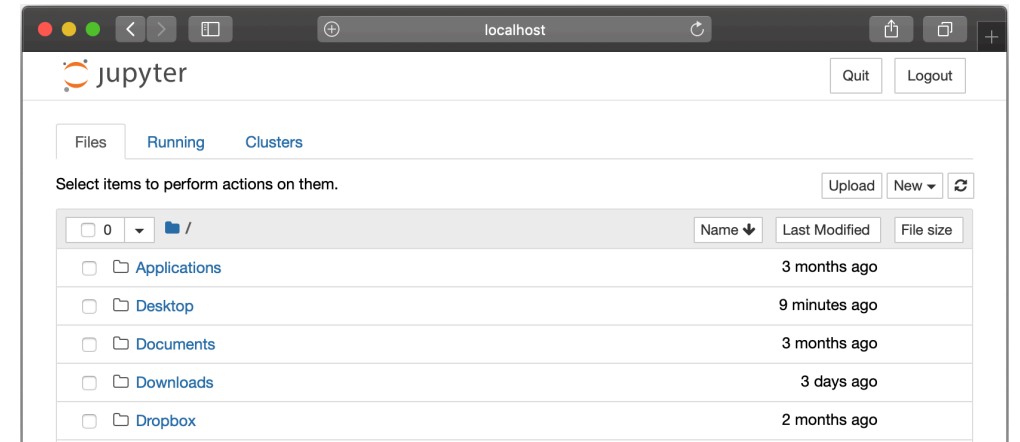 localhost
jupyter Quit Logout
Files Running Clusters
Select items to perform actions on them. Upload New
0 / Name Last Modified File size
Applications 3 months ago
Desktop 9 minutes ago
Documents 3 months ago
Downloads 3 days ago
Dropbox 2 months ago